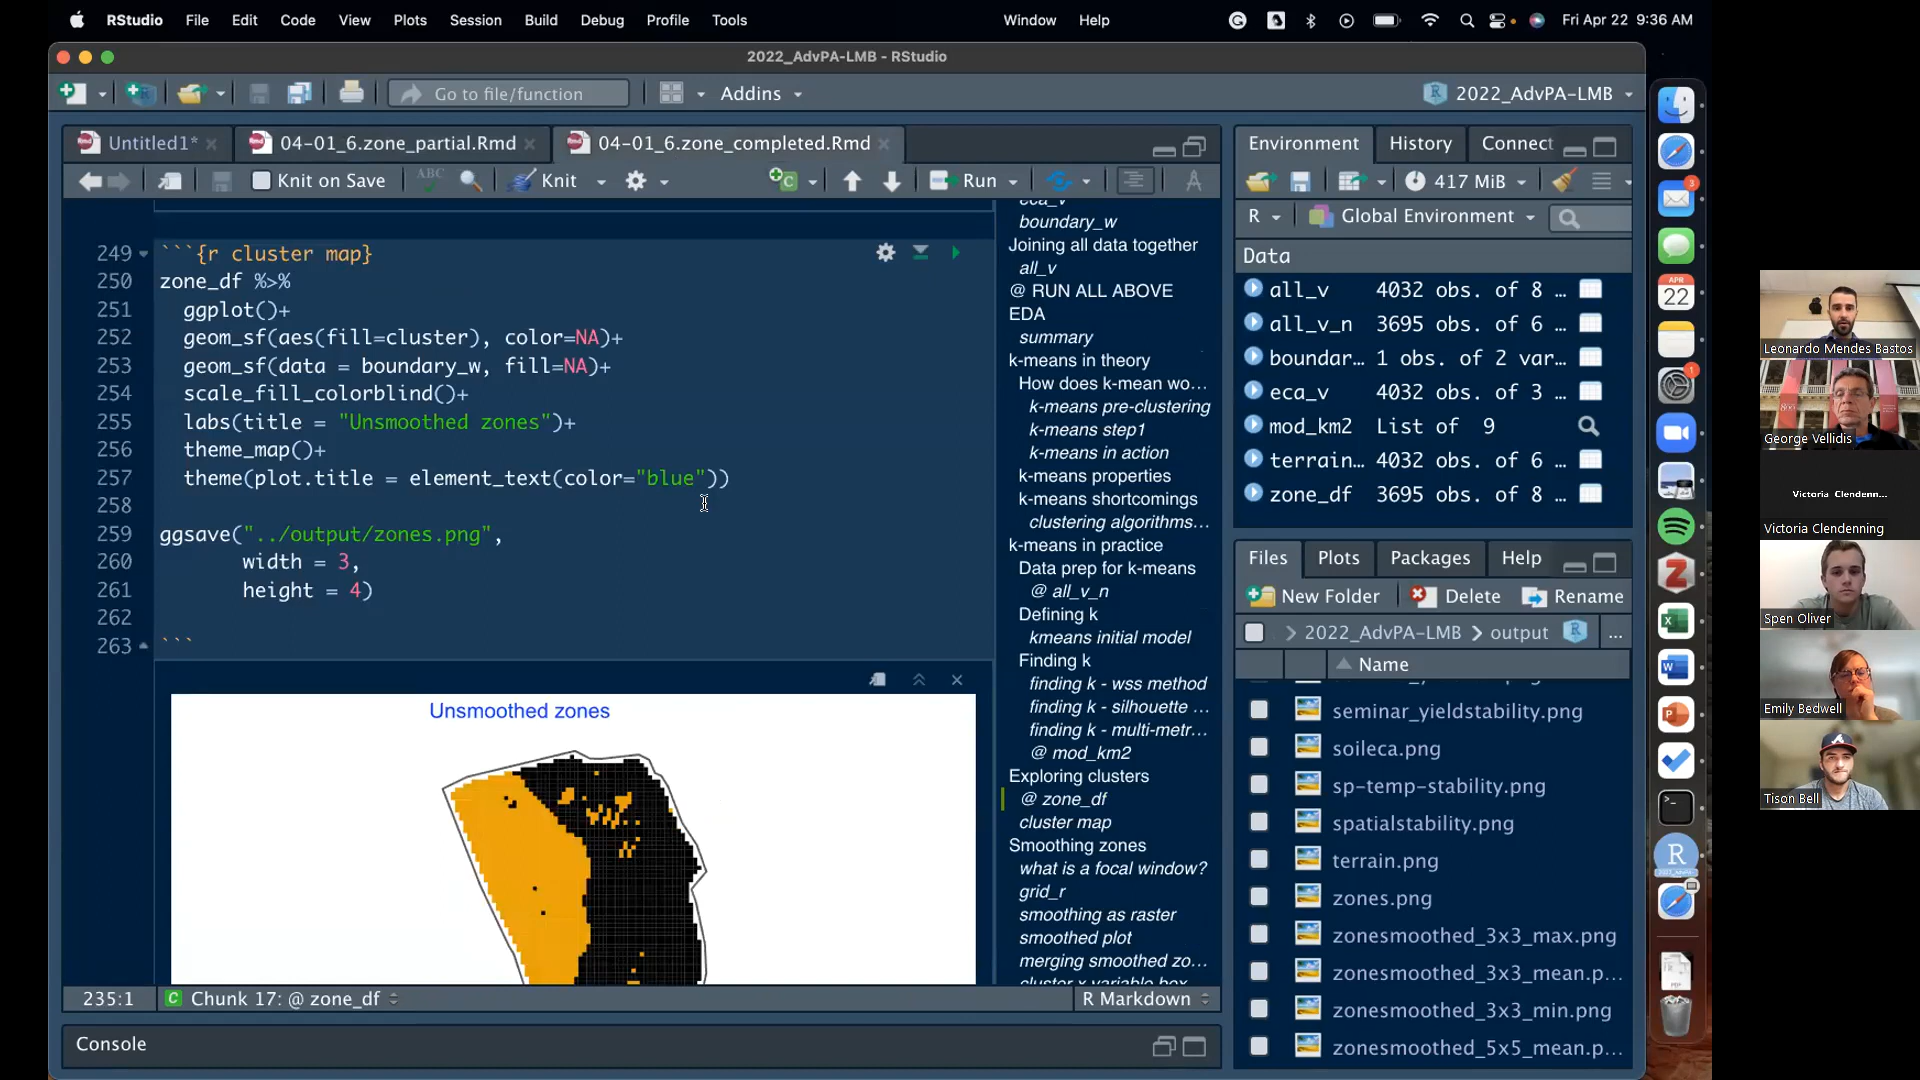 RStudio File Edit Code View Plots Session Build Debug Profile Tools Window Help Fri Apr 22 9:36 AM
2022_AdvPA-LMB - RStudio
Go to file/function Addins 2022_AdvPA-LMB
Untitled1* 04-01_6.zone_partial.Rmd 04-01_6.zone_completed.Rmd
Knit on Save ABC Knit Run
249 ```{r cluster map}
250 zone_df %>%
251 ggplot()+
252 geom_sf(aes(fill=cluster), color=NA)+
253 geom_sf(data = boundary_w, fill=NA)+
254 scale_fill_colorblind()+
255 labs(title = "Unsmoothed zones")+
256 theme_map()+
257 theme(plot.title = element_text(color="blue"))
258
259 ggsave("../output/zones.png",
260 width = 3,
261 height = 4)
262
263 ```
Unsmoothed zones
235:1 Chunk 17: @ zone_df R Markdown
Console
eca_v
boundary_w
Joining all data together
all_v
@ RUN ALL ABOVE
EDA
summary
k-means in theory
How does k-mean wo...
k-means pre-clustering
k-means step1
k-means in action
k-means properties
k-means shortcomings
clustering algorithms...
k-means in practice
Data prep for k-means
@ all_v_n
Defining k
kmeans initial model
Finding k
finding k - wss method
finding k - silhouette ...
finding k - multi-metr...
@ mod_km2
Exploring clusters
@ zone_df
cluster map
Smoothing zones
what is a focal window?
grid_r
smoothing as raster
smoothed plot
merging smoothed zo...
cluster x variable box
Environment History Connect
417 MiB
R Global Environment
Data
all_v 4032 obs. of 8 ...
all_v_n 3695 obs. of 6 ...
boundar... 1 obs. of 2 var...
eca_v 4032 obs. of 3 ...
mod_km2 List of 9
terrain... 4032 obs. of 6 ...
zone_df 3695 obs. of 8 ...
Files Plots Packages Help
New Folder Delete Rename
2022_AdvPA-LMB output ...
Name
seminar_yieldstability.png
soileca.png
sp-temp-stability.png
spatialstability.png
terrain.png
zones.png
zonesmoothed_3x3_max.png
zonesmoothed_3x3_mean.p...
zonesmoothed_3x3_min.png
zonesmoothed_5x5_mean.p...
3
APR
22
1
Leonardo Mendes Bastos
George Vellidis
Victoria Clendenn...
Victoria Clendenning
Spen Oliver
Emily Bedwell
Tison Bell